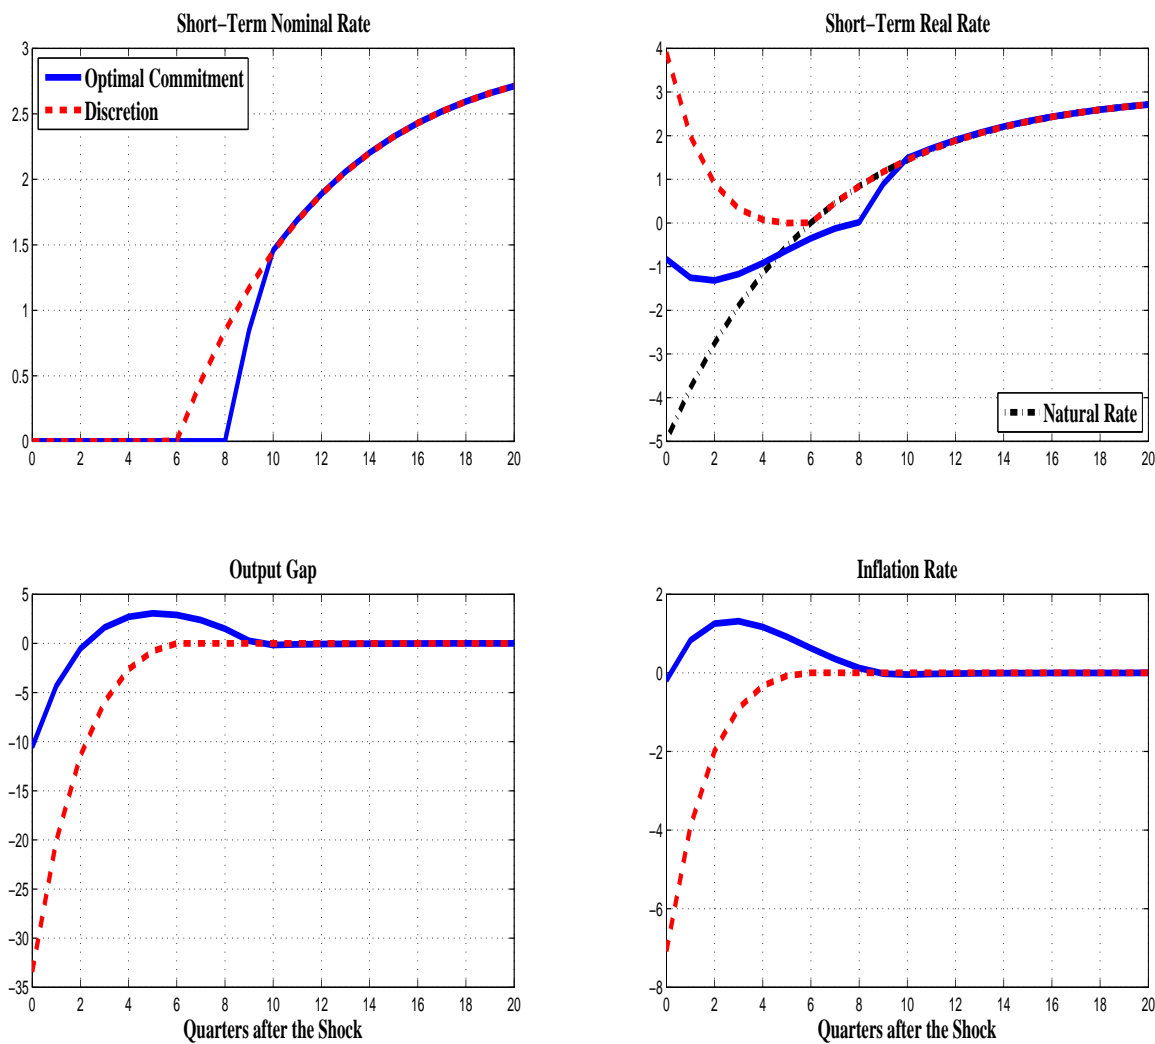 Short−Term Nominal Rate
3
2.5
2
1.5
1
0.5
0
0 2 4 6 8 10 12 14 16 18 20
Optimal Commitment
Discretion
Short−Term Real Rate
4
3
2
1
0
−1
−2
−3
−4
−5
0 2 4 6 8 10 12 14 16 18 20
Natural Rate
Output Gap
5
0
−5
−10
−15
−20
−25
−30
−35
0 2 4 6 8 10 12 14 16 18 20
Quarters after the Shock
Inflation Rate
2
0
−2
−4
−6
−8
0 2 4 6 8 10 12 14 16 18 20
Quarters after the Shock